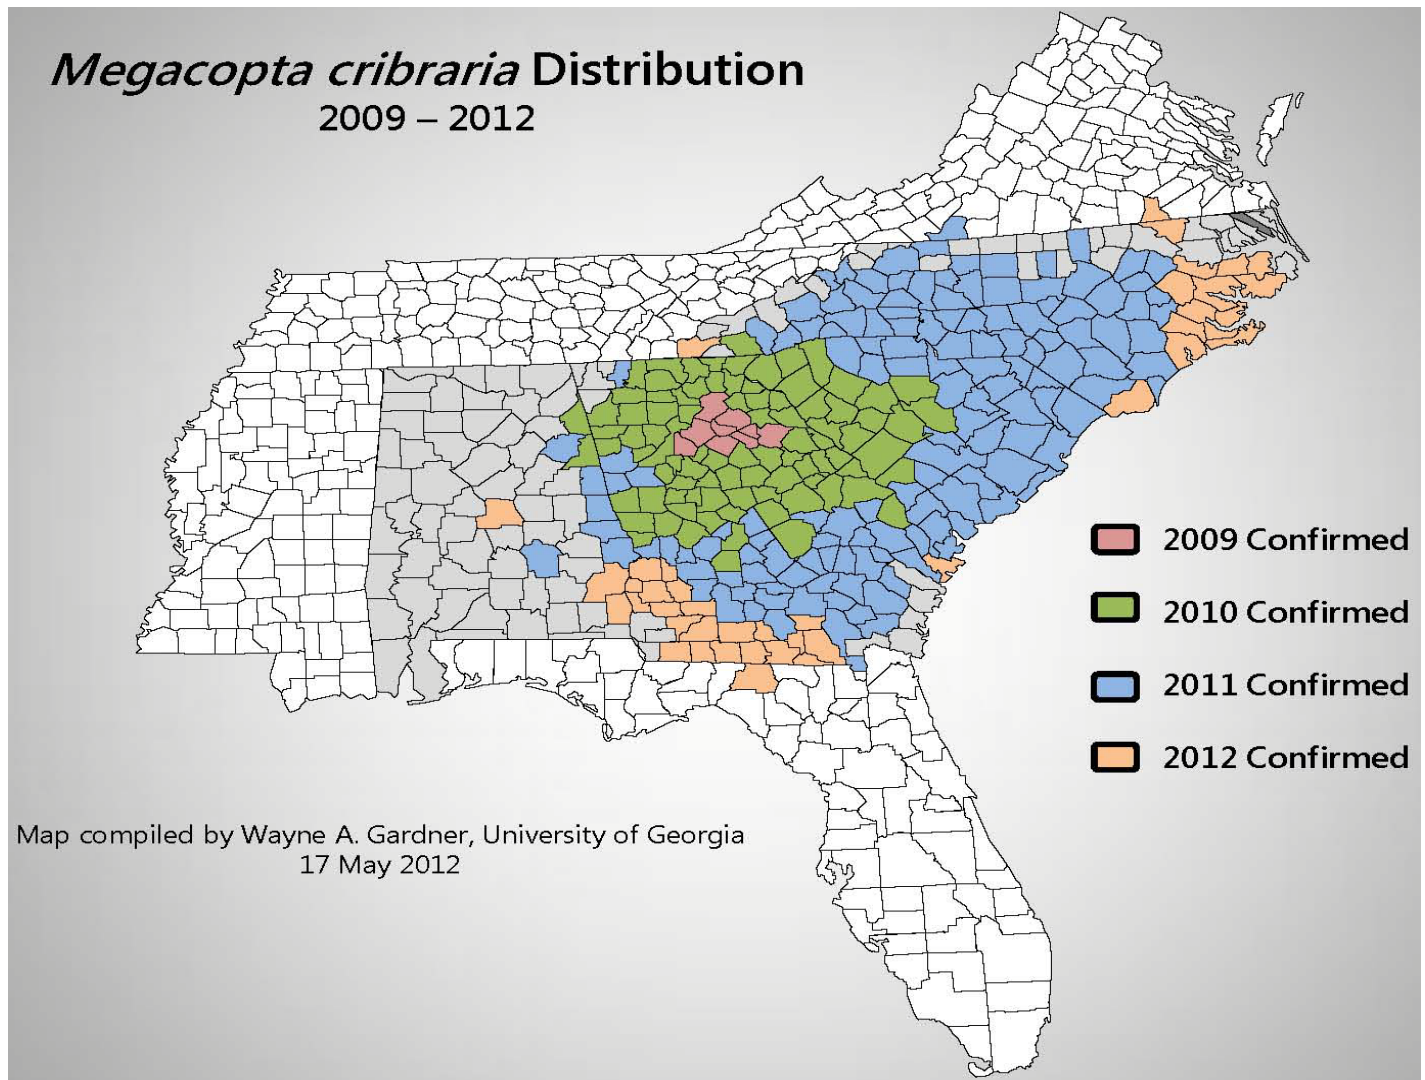 Megacopta cribraria Distribution
2009 – 2012
2009 Confirmed
2010 Confirmed
2011 Confirmed
2012 Confirmed
Map compiled by Wayne A. Gardner, University of Georgia
17 May 2012